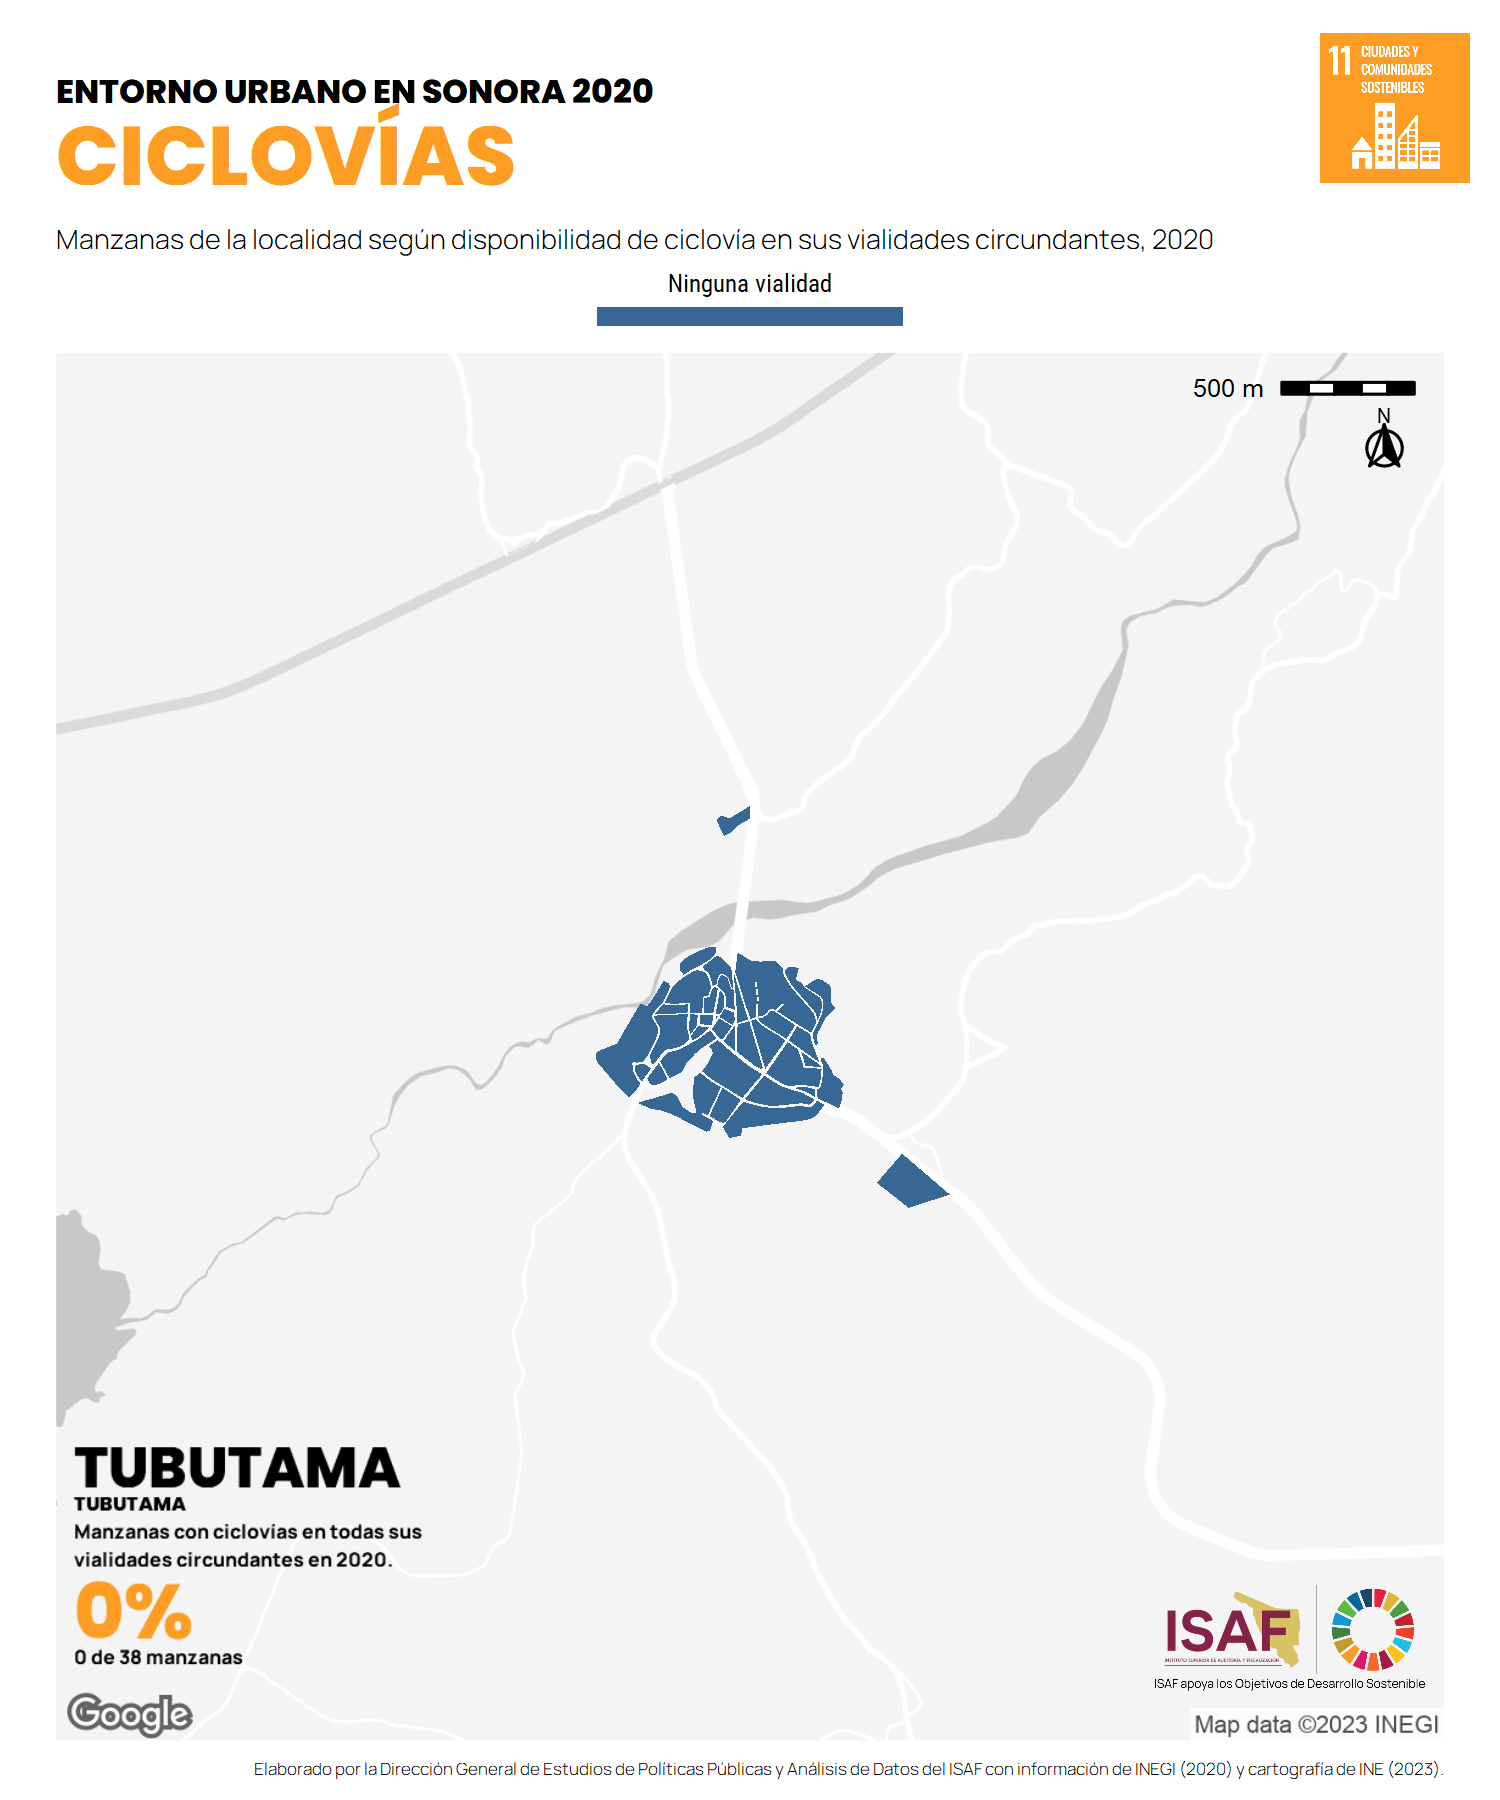 ENTORNO URBANO EN SONORA 2020
CICLOVÍAS
11 CIUDADES Y
COMUNIDADES
SOSTENIBLES
Manzanas de la localidad según disponibilidad de ciclovía en sus vialidades circundantes, 2020
Ninguna vialidad
500 m
N
TUBUTAMA
TUBUTAMA
Manzanas con ciclovias en todas sus
vialidades circundantes en 2020.
0%
0 de 38 manzanas
Google
ISAF
INSTITUTO SUPERIOR DE AUDITORÍA Y FISCALIZACIÓN
ISAF apoya los Objetivos de Desarrollo Sostenible
Map data ©2023 INEGI
Elaborado por la Dirección General de Estudios de Políticas Públicas y Análisis de Datos del ISAF con información de INEGI (2020) y cartografía de INE (2023).